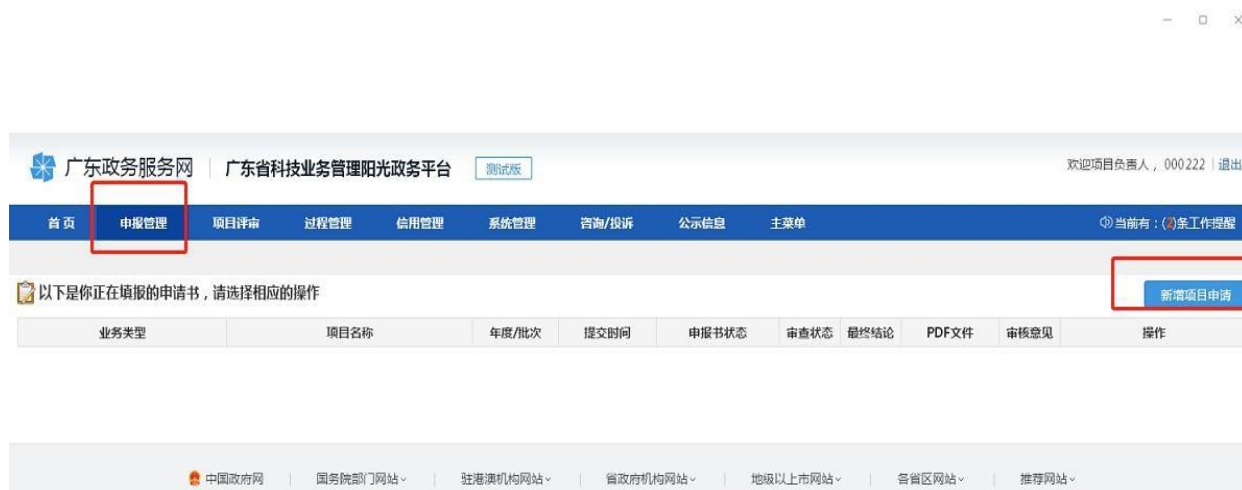 广东政务服务网 广东省科技业务管理阳光政务平台 测试版 欢迎项目负责人，000222 退出
首页 申报管理 项目评审 过程管理 信用管理 系统管理 咨询/投诉 公示信息 主菜单 当前有：(2)条工作提醒
以下是你正在填报的申请书，请选择相应的操作 新增项目申请
业务类型 项目名称 年度/批次 提交时间 申报书状态 审查状态 最终结论 PDF文件 审核意见 操作
中国政府网 国务院部门网站 驻港澳机构网站 省政府机构网站 地级以上市网站 各省区网站 推荐网站